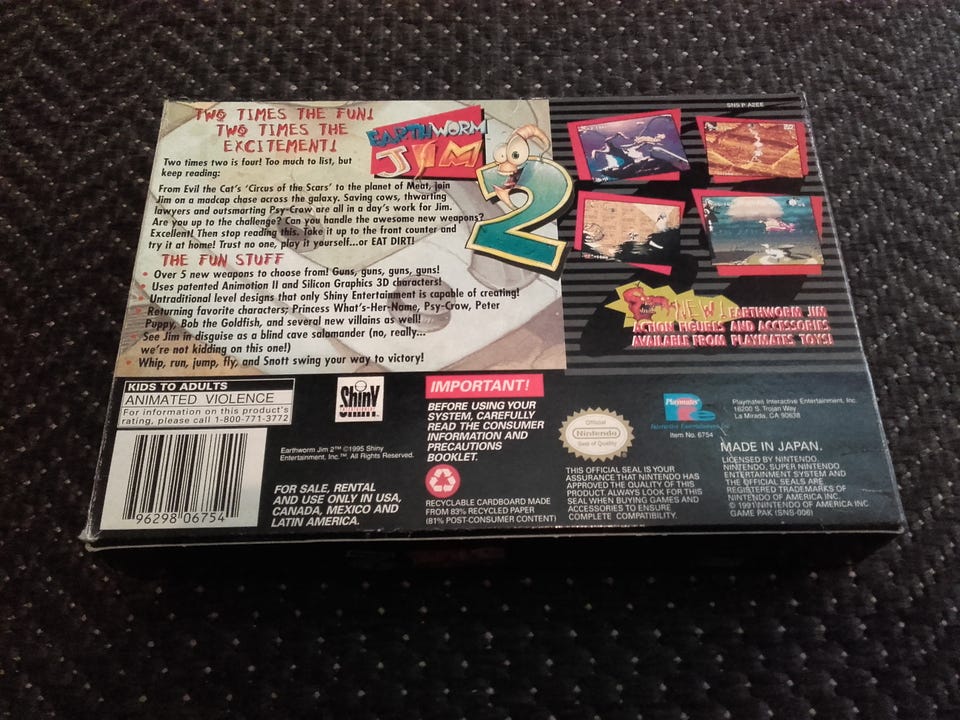 TWO TIMES THE FUN!
TWO TIMES THE
EXCITEMENT!
Two times two is four! Too much to list, but
keep reading:
From Evil the Cat's 'Circus of the Scars' to the planet of Meat, join
Jim on a madcap chase across the galaxy. Saving cows, thwarting
lawyers and outsmarting Psy-Crow are all in a day's work for Jim.
Are you up to the challenge? Can you handle the awesome new weapons?
Excellent! Then stop reading this. Take it up to the front counter and
try it at home! Trust no one, play it yourself...or EAT DIRT!
THE FUN STUFF
• Over 5 new weapons to choose from! Guns, guns, guns, guns!
• Uses patented Animotion II and Silicon Graphics 3D characters!
• Untraditional level designs that only Shiny Entertainment is capable of creating!
• Returning favorite characters; Princess What's-Her-Name, Psy-Crow, Peter
Puppy, Bob the Goldfish, and several new villains as well!
• See Jim in disguise as a blind cave salamander (no, really...
we're not kidding on this one!)
• Whip, run, jump, fly, and Snott swing your way to victory!
EARTHWORM
JIM
2
SNS P A2EE
NEW! EARTHWORM JIM
ACTION FIGURES AND ACCESSORIES
AVAILABLE FROM PLAYMATES TOYS!
KIDS TO ADULTS
ANIMATED VIOLENCE
For information on this product's
rating, please call 1-800-771-3772
96298 06754
Shiny
Earthworm Jim 2™ ©1995 Shiny
Entertainment, Inc.™. All Rights Reserved.
FOR SALE, RENTAL
AND USE ONLY IN USA,
CANADA, MEXICO AND
LATIN AMERICA.
IMPORTANT!
BEFORE USING YOUR
SYSTEM, CAREFULLY
READ THE CONSUMER
INFORMATION AND
PRECAUTIONS
BOOKLET.
RECYCLABLE CARDBOARD MADE
FROM 83% RECYCLED PAPER
(81% POST-CONSUMER CONTENT)
Official
Nintendo
Seal of Quality
THIS OFFICIAL SEAL IS YOUR
ASSURANCE THAT NINTENDO HAS
APPROVED THE QUALITY OF THIS
PRODUCT. ALWAYS LOOK FOR THIS
SEAL WHEN BUYING GAMES AND
ACCESSORIES TO ENSURE
COMPLETE COMPATIBILITY.
Playmates
Interactive Entertainment, Inc.
Item No. 6754
Playmates Interactive Entertainment, Inc.
16200 S. Trojan Way
La Mirada, CA 90638
MADE IN JAPAN.
LICENSED BY NINTENDO.
NINTENDO, SUPER NINTENDO
ENTERTAINMENT SYSTEM AND
THE OFFICIAL SEALS ARE
REGISTERED TRADEMARKS OF
NINTENDO OF AMERICA INC.
© 1991 NINTENDO OF AMERICA INC.
GAME PAK (SNS-006)